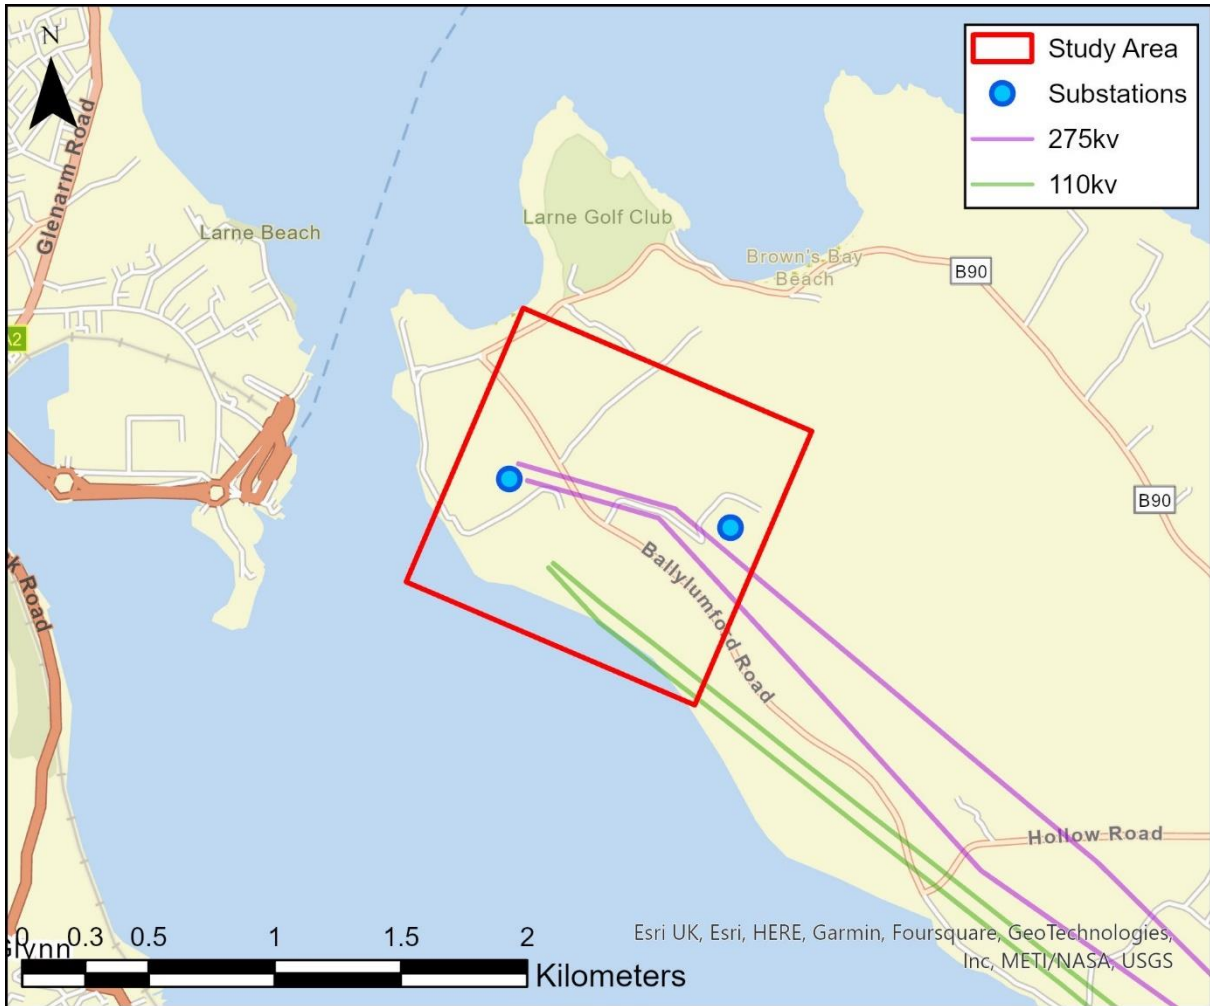 N
Study Area
Substations
275kv
110kv
Glenarm Road
Larne Beach
Larne Golf Club
Brown's Bay
Beach
B90
A2
B90
Ballylumford Road
Road
Hollow Road
Glynn
0 0.3 0.5 1 1.5 2
Kilometers
Esri UK, Esri, HERE, Garmin, Foursquare, GeoTechnologies,
Inc, METI/NASA, USGS